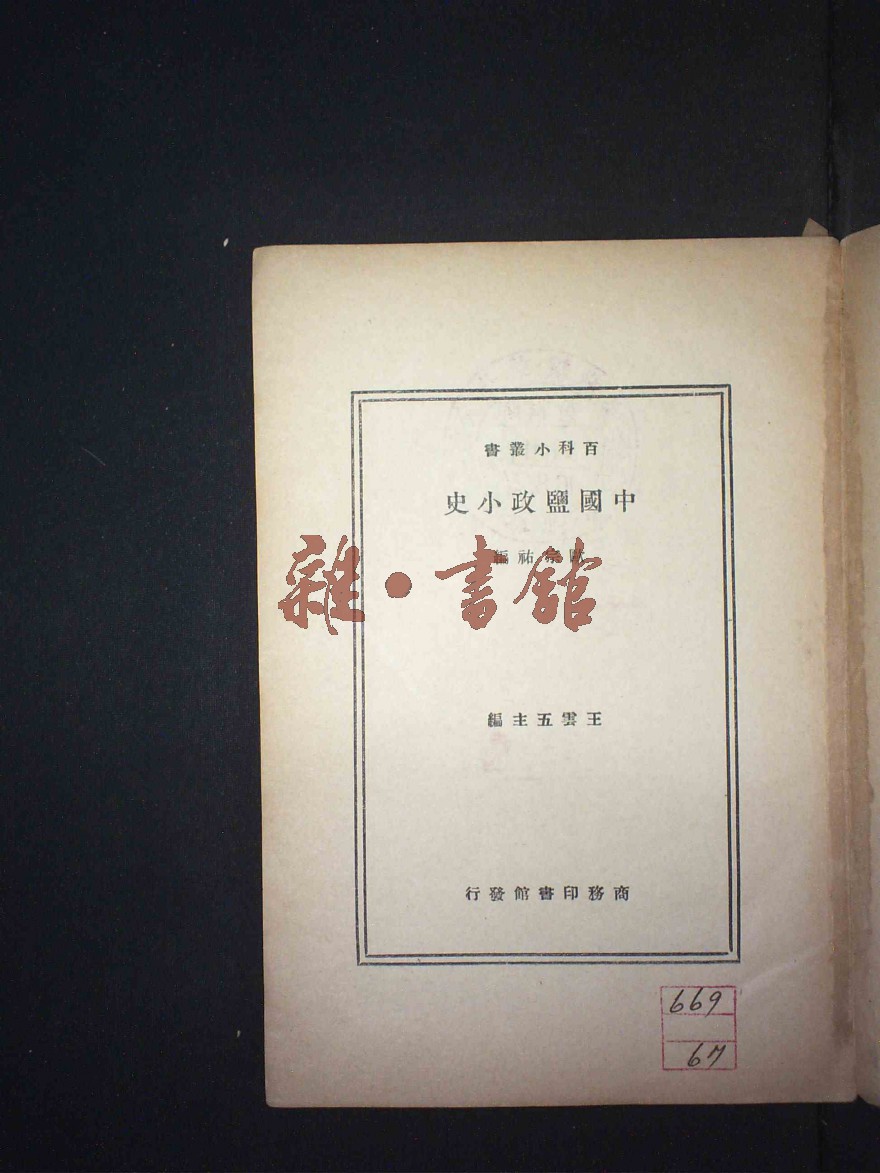 百科小叢書
中國鹽政小史
歐宗祐編
雜·書館
王雲五主編
商務印書館發行
669
67